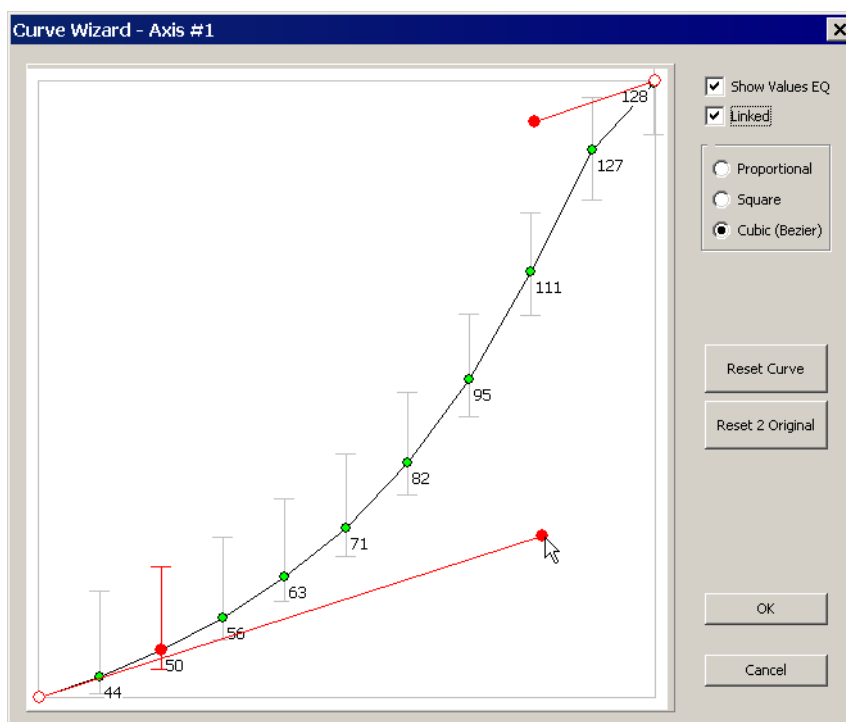 Curve Wizard - Axis #1
Show Values EQ
Linked
Proportional
Square
Cubic (Bezier)
128
127
111
95
82
71
63
56
50
44
Reset Curve
Reset 2 Original
OK
Cancel